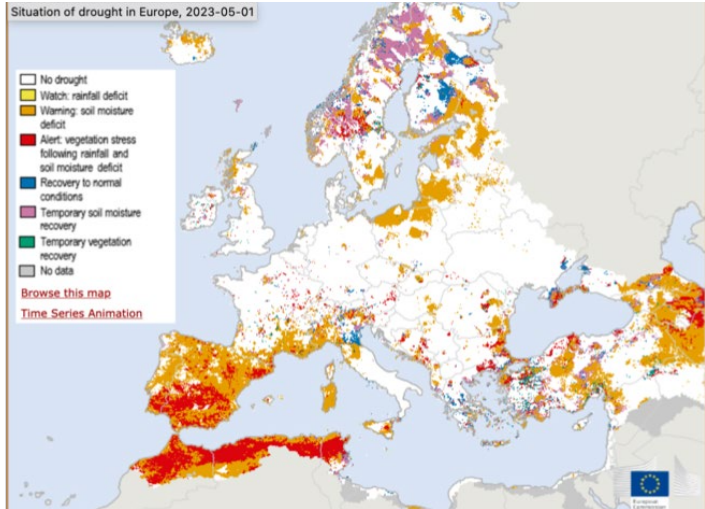 Situation of drought in Europe, 2023-05-01
No drought
Watch: rainfall deficit
Warning: soil moisture
deficit
Alert: vegetation stress
following rainfall and
soil moisture deficit
Recovery to normal
conditions
Temporary soil moisture
recovery
Temporary vegetation
recovery
No data
Browse this map
Time Series Animation
European
Commission